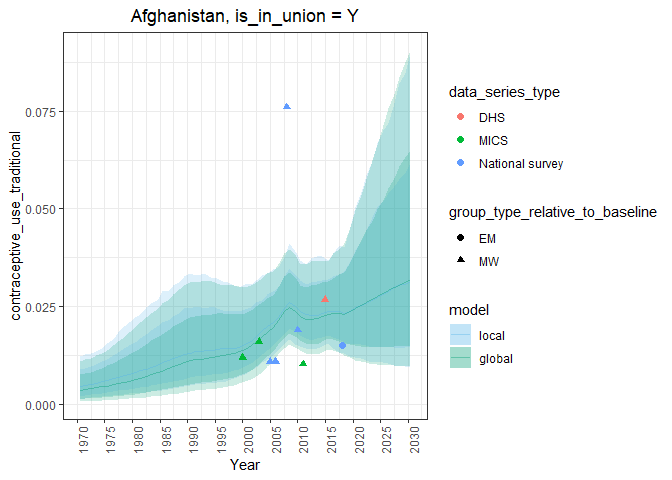 Afghanistan, is_in_union = Y
contraceptive_use_traditional
0.075
0.050
0.025
0.000
1970
1975
1980
1985
1990
1995
2000
2005
2010
2015
2020
2025
2030
Year
data_series_type
DHS
MICS
National survey
group_type_relative_to_baseline
EM
MW
model
local
global